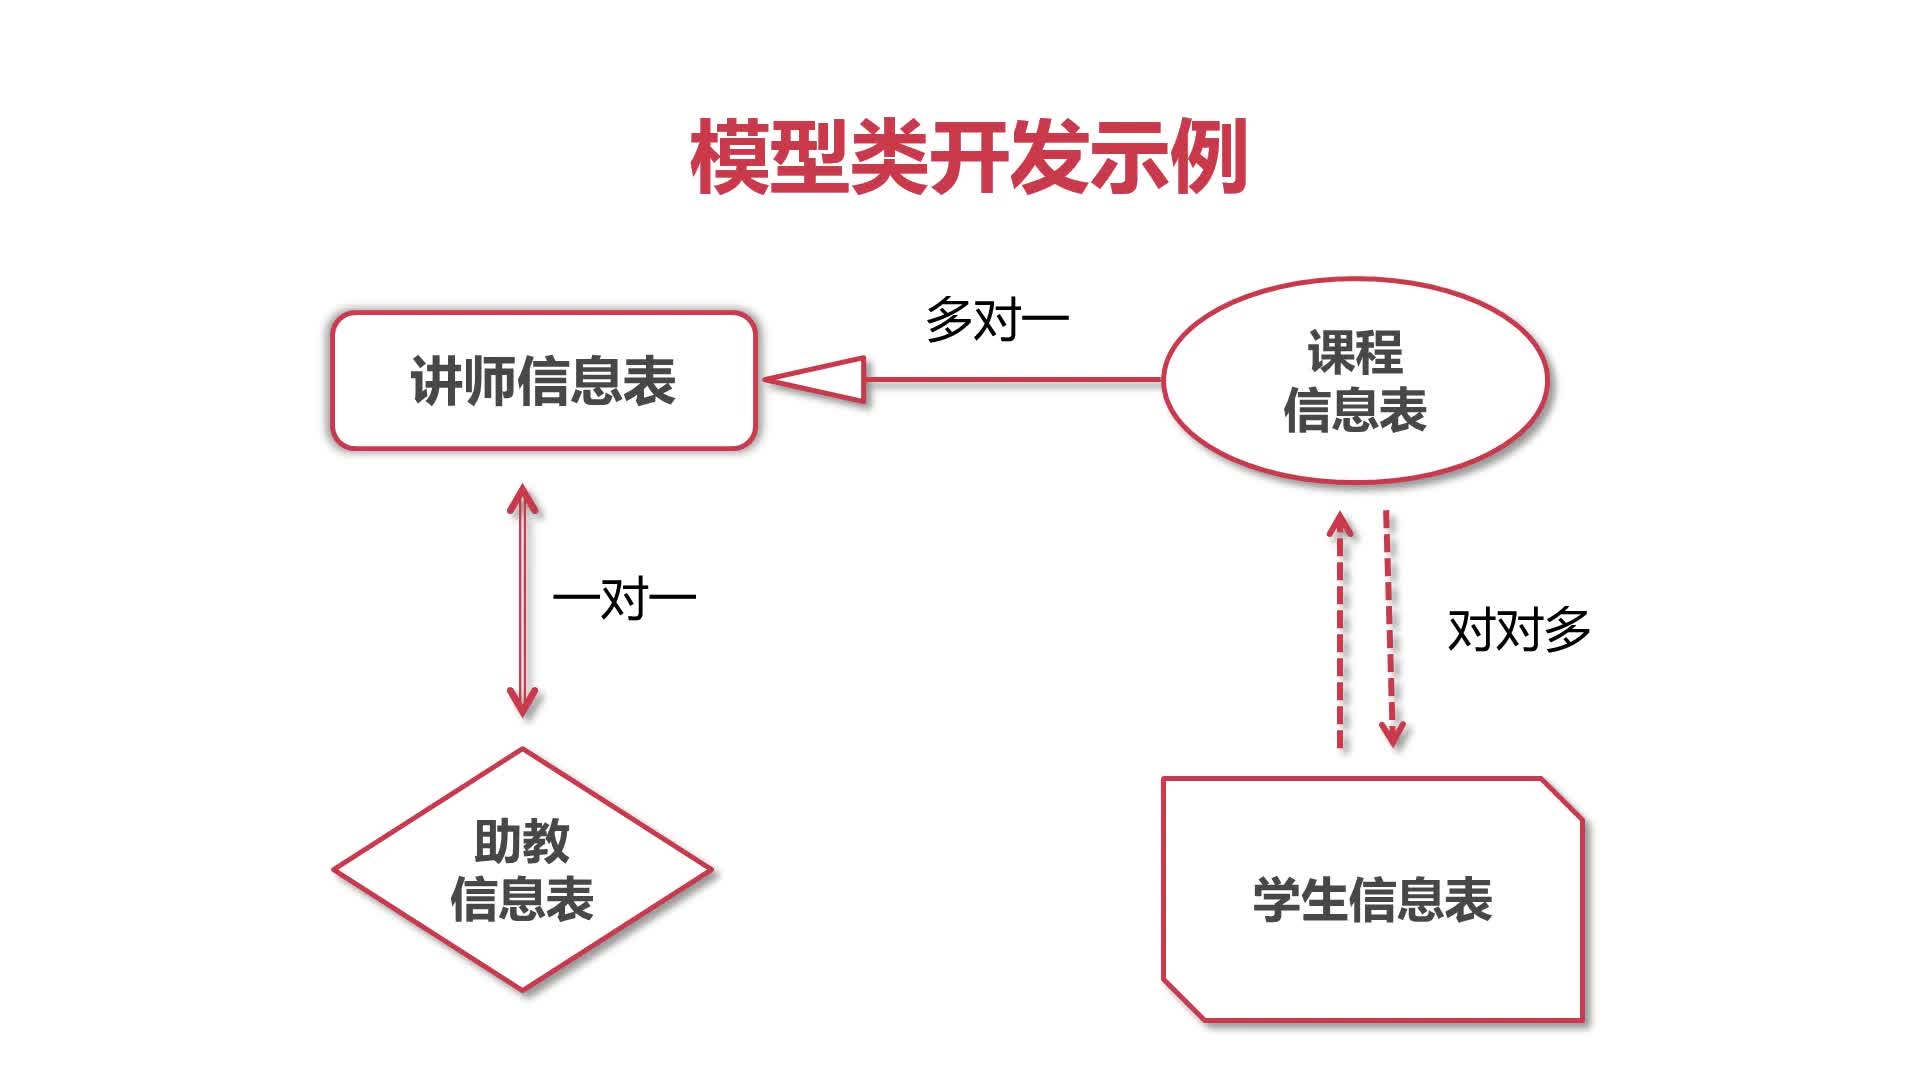 模型类开发示例
多对一
讲师信息表
课程
信息表
一对一
对对多
助教
信息表
学生信息表